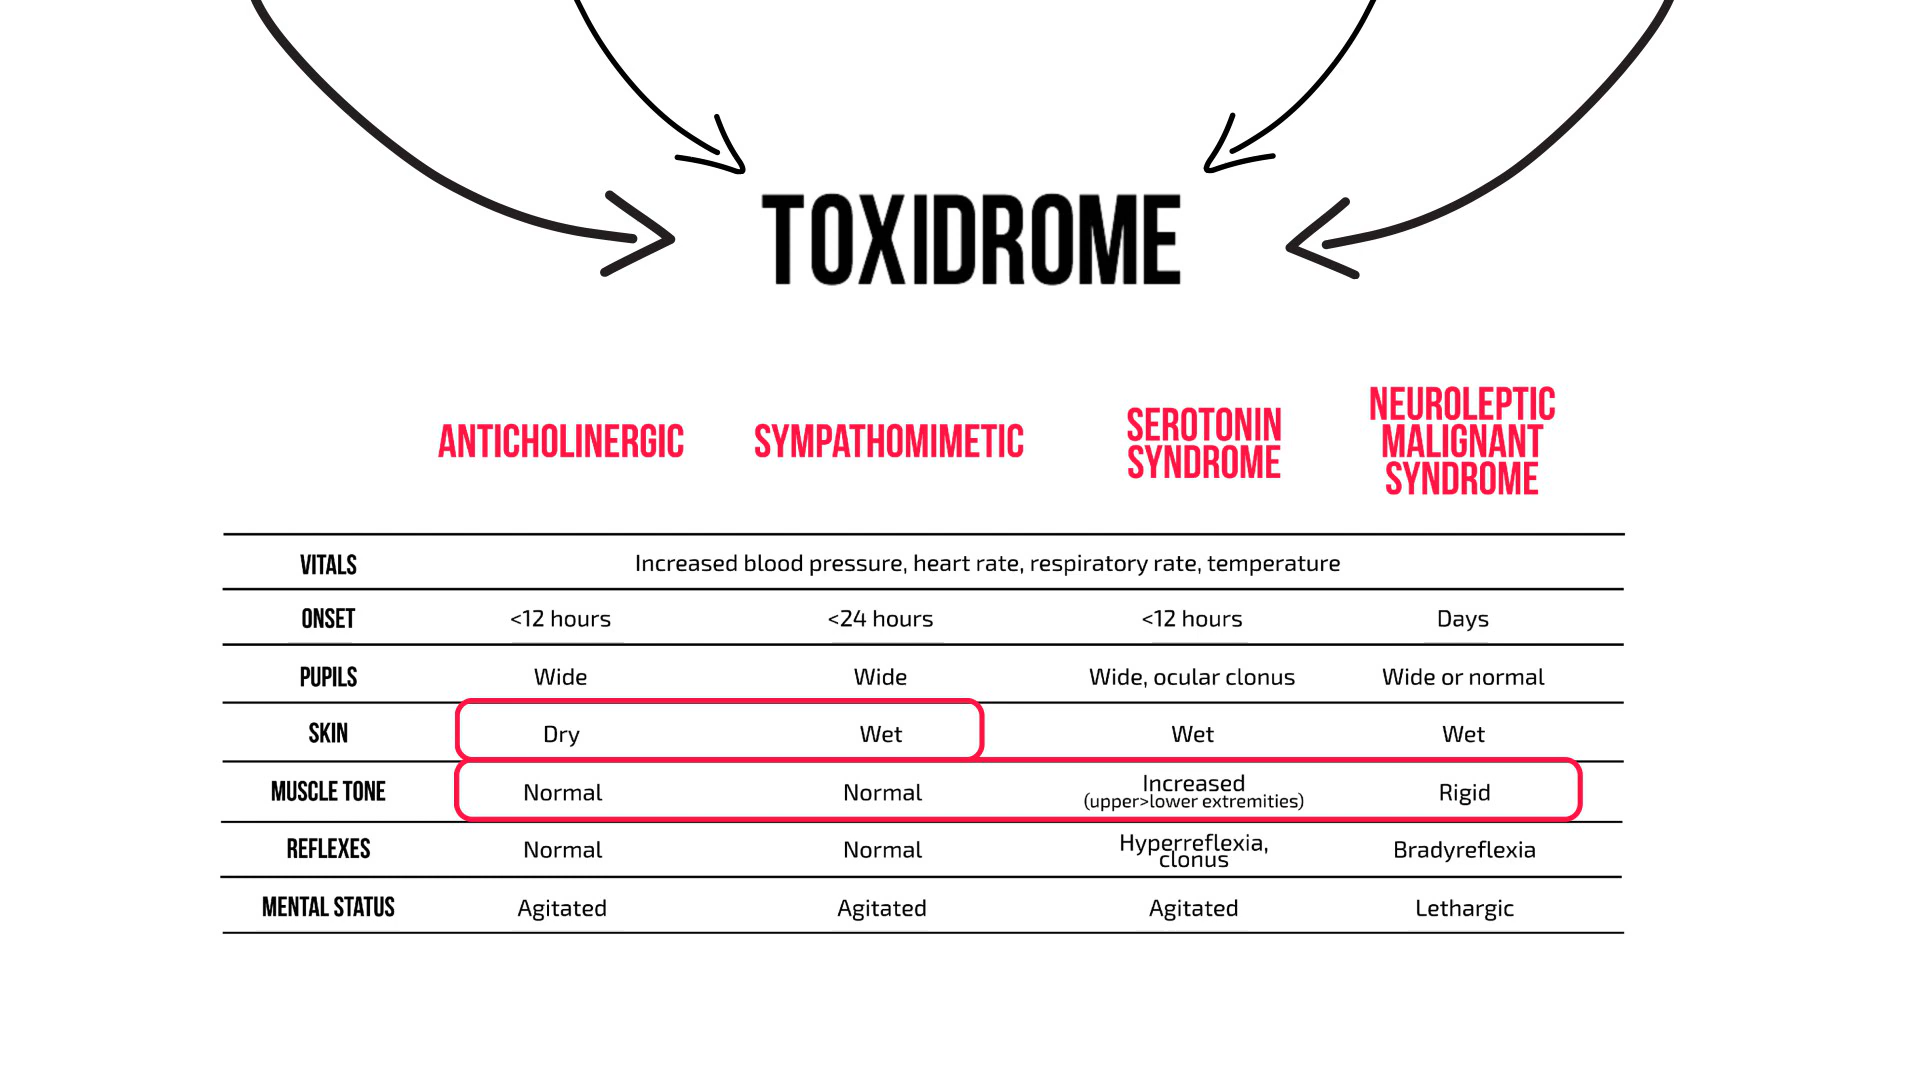 TOXIDROME
ANTICHOLINERGIC
SYMPATHOMIMETIC
SEROTONIN
SYNDROME
NEUROLEPTIC
MALIGNANT
SYNDROME
VITALS Increased blood pressure, heart rate, respiratory rate, temperature
ONSET <12 hours <24 hours <12 hours Days
PUPILS Wide Wide Wide, ocular clonus Wide or normal
SKIN Dry Wet Wet Wet
MUSCLE TONE Normal Normal Increased Rigid
(upper>lower extremities)
REFLEXES Normal Normal Hyperreflexia, Bradyreflexia
clonus
MENTAL STATUS Agitated Agitated Agitated Lethargic